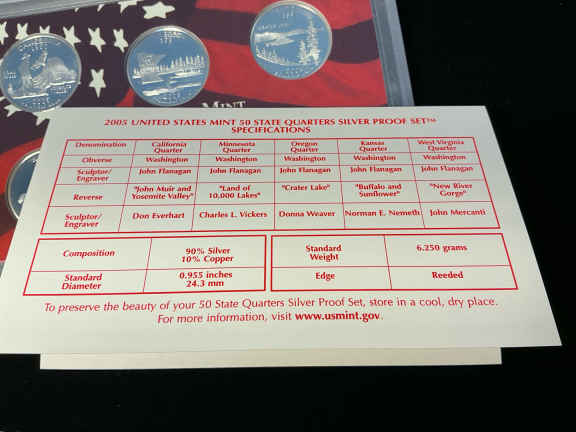 CALIFORNIA
MINT
2005 UNITED STATES MINT 50 STATE QUARTERS SILVER PROOF SET™
SPECIFICATIONS
Denomination California Quarter Minnesota Quarter Oregon Quarter Kansas Quarter West Virginia Quarter
Obverse Washington Washington Washington Washington Washington
Sculptor/Engraver John Flanagan John Flanagan John Flanagan John Flanagan John Flanagan
Reverse "John Muir and Yosemite Valley" "Land of 10,000 Lakes" "Crater Lake" "Buffalo and Sunflower" "New River Gorge"
Sculptor/Engraver Don Everhart Charles L. Vickers Donna Weaver Norman E. Nemeth John Mercanti
Composition 90% Silver 10% Copper Standard Weight 6.250 grams
Standard Diameter 0.955 inches 24.3 mm Edge Reeded
To preserve the beauty of your 50 State Quarters Silver Proof Set, store in a cool, dry place.
For more information, visit www.usmint.gov.